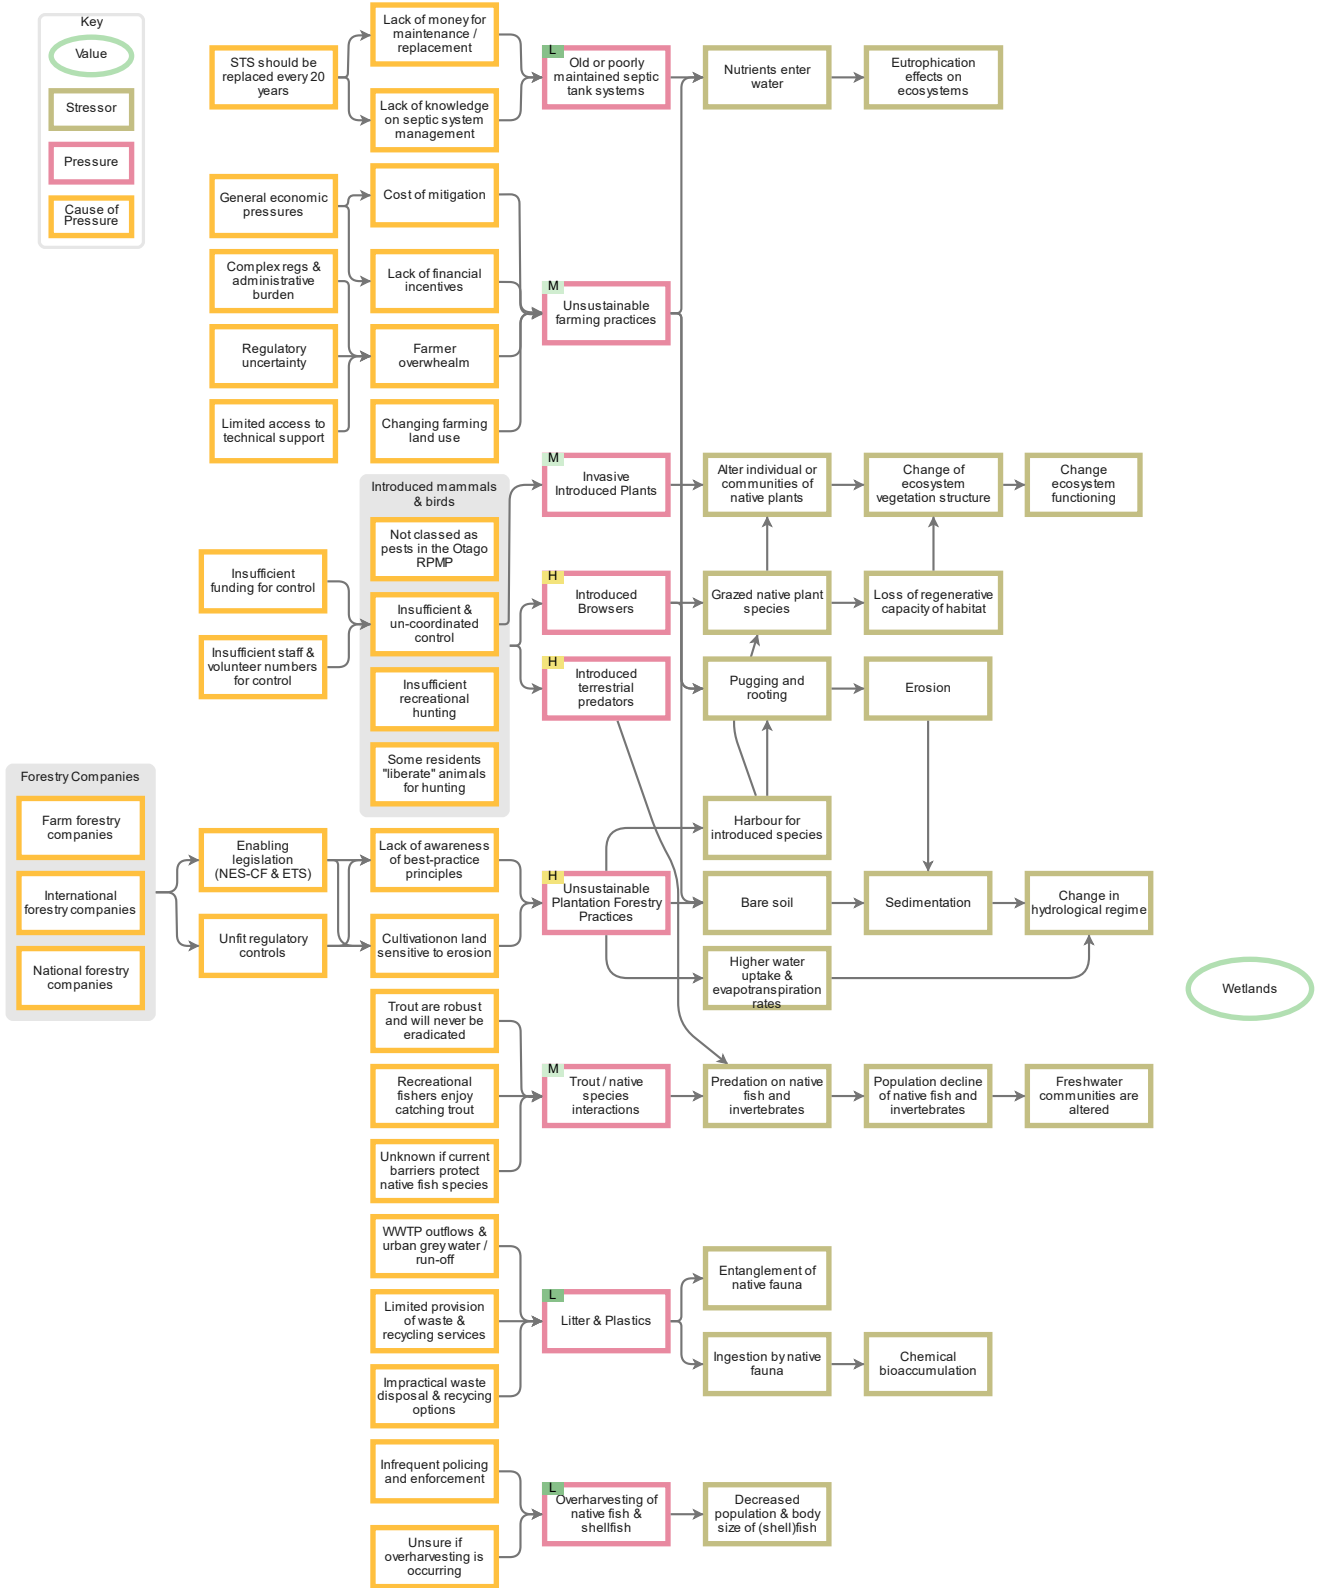 Key
Value
Stressor
Pressure
Cause of
Pressure
STS should be
replaced every 20
years
Lack of money for
maintenance /
replacement
Lack of knowledge
on septic system
management
L
Old or poorly
maintained septic
tank systems
Nutrients enter
water
Eutrophication
effects on
ecosystems
General economic
pressures
Complex regs &
administrative
burden
Regulatory
uncertainty
Limited access to
technical support
Cost of mitigation
Lack of financial
incentives
Farmer
overwhealm
Changing farming
land use
M
Unsustainable
farming practices
Introduced mammals
& birds
Not classed as
pests in the Otago
RPMP
Insufficient &
un-coordinated
control
Insufficient
recreational
hunting
Some residents
"liberate" animals
for hunting
Insufficient
funding for control
Insufficient staff &
volunteer numbers
for control
M
Invasive
Introduced Plants
Alter individual or
communities of
native plants
Change of
ecosystem
vegetation structure
Change
ecosystem
functioning
H
Introduced
Browsers
Grazed native plant
species
Loss of regenerative
capacity of habitat
H
Introduced
terrestrial
predators
Pugging and
rooting
Erosion
Forestry Companies
Farm forestry
companies
International
forestry companies
National forestry
companies
Enabling
legislation
(NES-CF & ETS)
Unfit regulatory
controls
Lack of awareness
of best-practice
principles
Cultivationon land
sensitive to erosion
H
Unsustainable
Plantation Forestry
Practices
Harbour for
introduced species
Bare soil
Sedimentation
Change in
hydrological regime
Higher water
uptake &
evapotranspiration
rates
Wetlands
Trout are robust
and will never be
eradicated
Recreational
fishers enjoy
catching trout
Unknown if current
barriers protect
native fish species
M
Trout / native
species
interactions
Predation on native
fish and
invertebrates
Population decline
of native fish and
invertebrates
Freshwater
communities are
altered
WWTP outflows &
urban grey water /
run-off
Limited provision
of waste &
recycling services
Impractical waste
disposal & recycing
options
L
Litter & Plastics
Entanglement of
native fauna
Ingestion by native
fauna
Chemical
bioaccumulation
Infrequent policing
and enforcement
Unsure if
overharvesting is
occurring
L
Overharvesting of
native fish &
shellfish
Decreased
population & body
size of (shell)fish